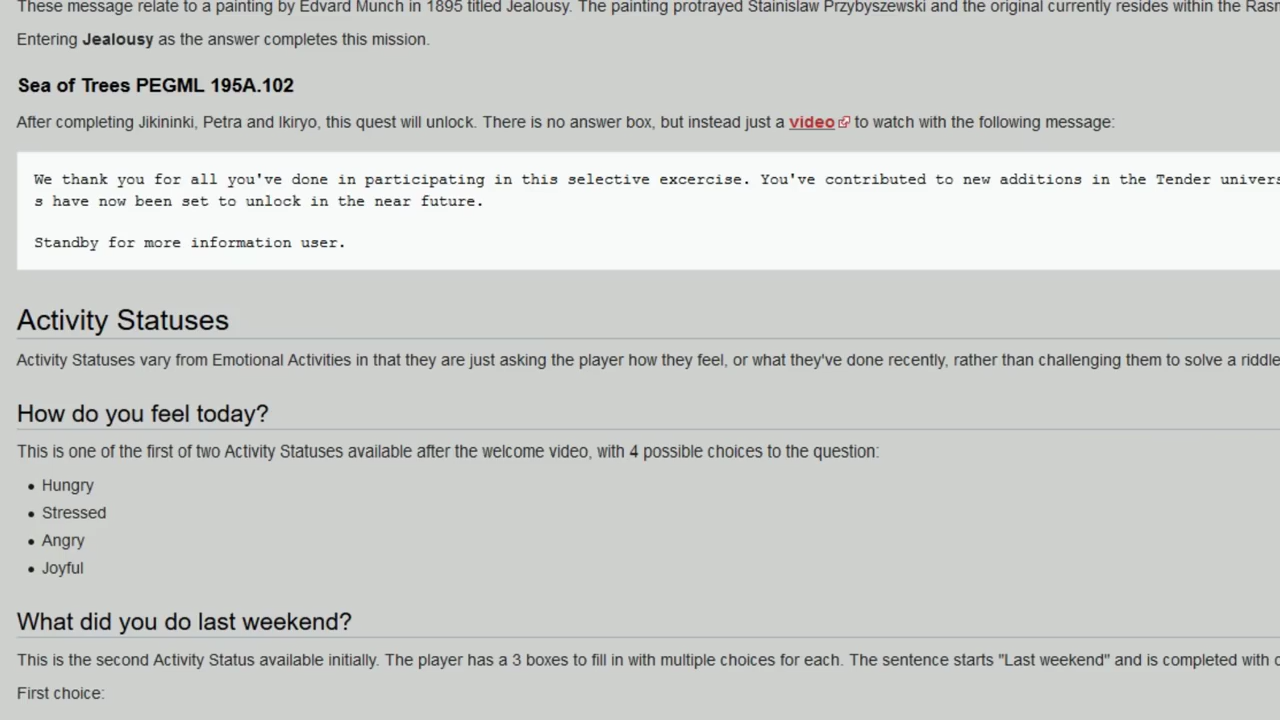 These message relate to a painting by Edvard Munch in 1895 titled Jealousy. The painting protrayed Stanislaw Przybyszewski and the original currently resides within the
Entering Jealousy as the answer completes this mission.
Sea of Trees PEGML 195A.102
After completing Jikininki, Petra and Ikiryo, this quest will unlock. There is no answer box, but instead just a video to watch with the following message:
We thank you for all you've done in participating in this selective excercise. You've contributed to new additions in the Tender
s have now been set to unlock in the near future.
Standby for more information user.
Activity Statuses
Activity Statuses vary from Emotional Activities in that they are just asking the player how they feel, or what they've done recently, rather than challenging them to solve a riddle
How do you feel today?
This is one of the first of two Activity Statuses available after the welcome video, with 4 possible choices to the question:
• Hungry
• Stressed
• Angry
• Joyful
What did you do last weekend?
This is the second Activity Status available initially. The player has a 3 boxes to fill in with multiple choices for each. The sentence starts "Last weekend" and is completed with
First choice: